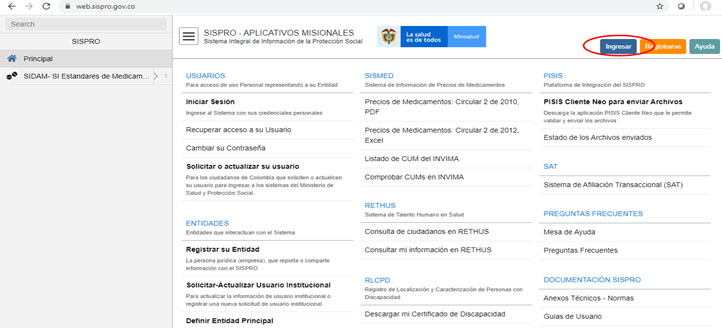 web.sispro.gov.co
Search
SISPRO
Principal
SIDAM- SI Estandares de Medicam...
SISPRO - APLICATIVOS MISIONALES
Sistema Integral de Información de la Protección Social
La salud
es de todos
Minsalud
Ingresar
Registrarse
Ayuda
USUARIOS
Para acceso de uso Personal representando a su Entidad.
Iniciar Sesión
Ingrese al Sistema con sus credenciales personales
Recuperar acceso a su Usuario
Cambiar su Contraseña
Solicitar o actualizar su usuario
Para los ciudadanos de Colombia que soliciten o actualicen
su usuario para ingresar a los sistemas del Ministerio de
Salud y Protección Social.
ENTIDADES
Entidades que interactuan con el Sistema
Registrar su Entidad
La persona jurídica (empresa), que reporta o comparte
información con el SISPRO
Solicitar-Actualizar Usuario Institucional
Para actualizar la información de usuario institucional o
registrar una nueva solicitud de usuario institucional.
Definir Entidad Principal
SISMED
Sistema de Información de Precios de Medicamentos
Precios de Medicamentos: Circular 2 de 2010,
PDF
Precios de Medicamentos: Circular 2 de 2012,
Excel
Listado de CUM del INVIMA
Comprobar CUMs en INVIMA
RETHUS
Sistema de Talento Humano en Salud
Consulta de ciudadanos en RETHUS
Consultar mi información en RETHUS
RLCPD
Registro de Localización y Caracterización de Personas con
Discapacidad
Descargar mi Certificado de Discapacidad
PISIS
Plataforma de Integración del SISPRO
PISIS Cliente Neo para enviar Archivos
Descarga la aplicación PISIS Cliente Neo que le permite
validar y enviar los archivos
Estado de los Archivos enviados
SAT
Sistema de Afiliación Transaccional (SAT)
PREGUNTAS FRECUENTES
Mesa de Ayuda
Preguntas Frecuentes
DOCUMENTACIÓN SISPRO
Anexos Técnicos - Normas
Guias de Usuario